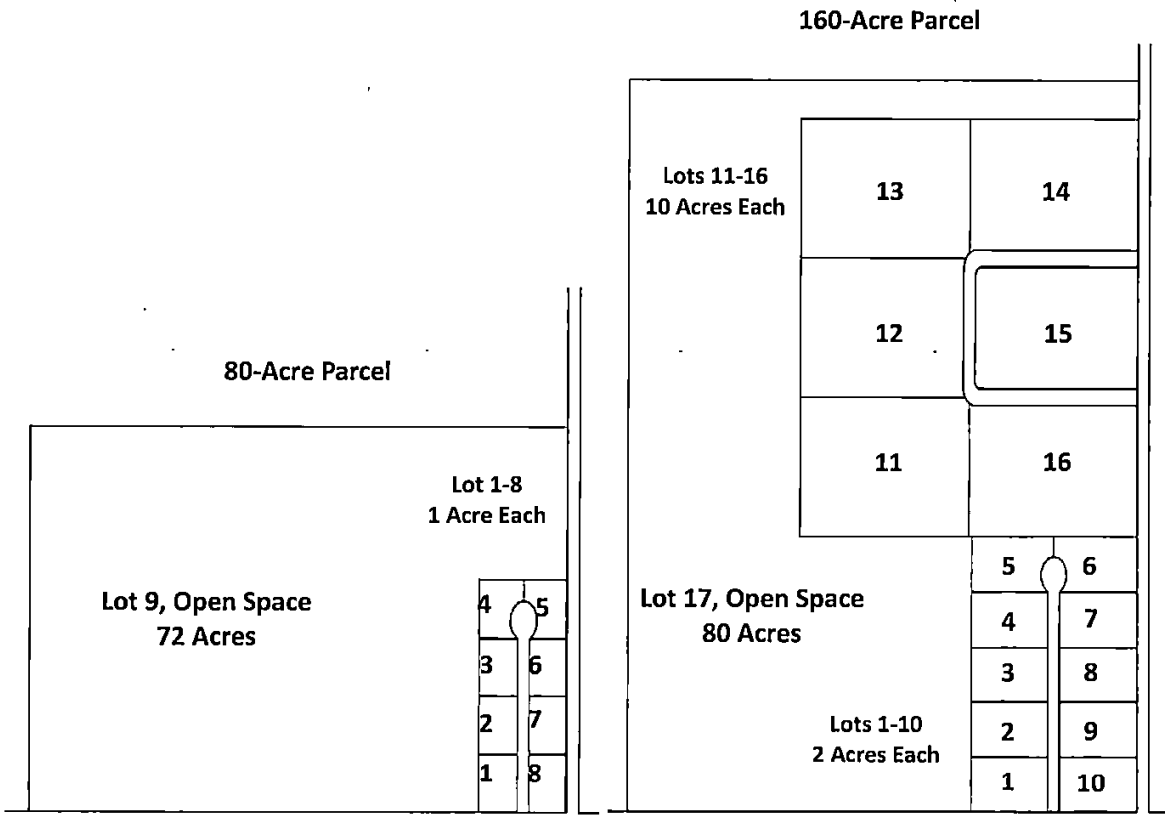 160-Acre Parcel
Lots 11-16
10 Acres Each
13
14
12
15
11
16
5
6
Lot 17, Open Space
80 Acres
4
7
3
8
Lots 1-10
2 Acres Each
2
9
1
10
80-Acre Parcel
Lot 1-8
1 Acre Each
Lot 9, Open Space
72 Acres
4
5
3
6
2
7
1
8